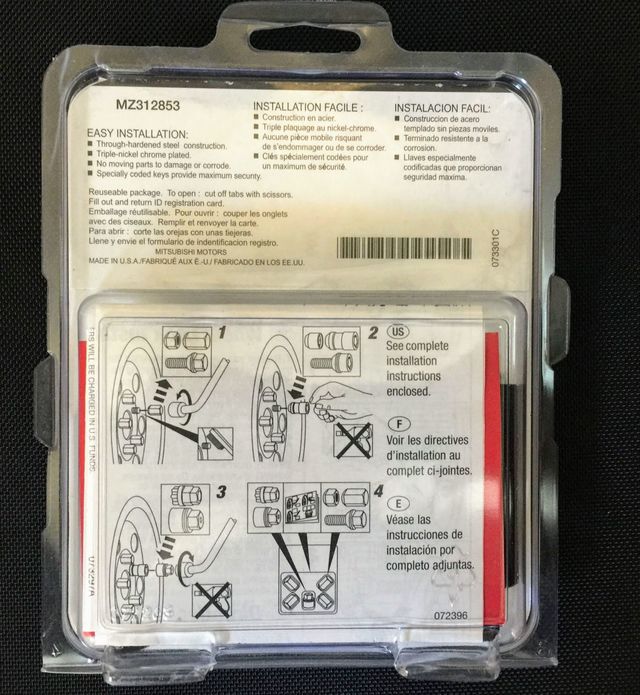 MZ312853
EASY INSTALLATION:
Through-hardened steel construction.
Triple-nickel chrome plated.
No moving parts to damage or corrode.
Specially coded keys provide maximum security.
INSTALLATION FACILE :
Construction en acier.
Triple plaquage au nickel-chrome.
Aucune pièce mobile risquant
de s'endommager ou de se corroder.
Clés spécialement codées pour
un maximum de sécurité.
INSTALACION FACIL:
Construccion de acero
templado sin piezas moviles.
Terminado resistente a la
corrosion.
Llaves especialmente
codificadas que proporcionan
seguridad maxima.
Reuseable package. To open : cut off tabs with scissors.
Fill out and return ID registration card.
Emballage réutilisable. Pour ouvrir : couper les onglets
avec des ciseaux. Remplir et renvoyer la carte.
Para abrir : corte las orejas con unas tiejeras.
Llene y envie el formulario de indentificacion registro.
MITSUBISHI MOTORS
MADE IN U.S.A./FABRIQUÉ AUX É.-U./ FABRICADO EN LOS EE.UU.
073301C
1
2
3
4
US
See complete
installation
instructions
enclosed.
F
Voir les directives
d'installation au
complet ci-jointes.
E
Véase las
instrucciones de
instalación por
completo adjuntas.
072396
WILL BE CHARGED IN U.S. FUNDS
073297A